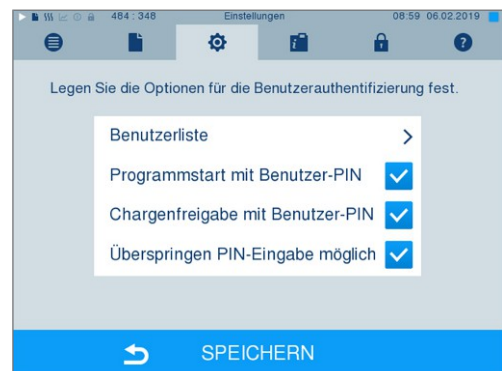 484 : 348 Einstellungen 08:59 06.02.2019
Legen Sie die Optionen für die Benutzerauthentifizierung fest.
Benutzerliste
Programmstart mit Benutzer-PIN
Chargenfreigabe mit Benutzer-PIN
Überspringen PIN-Eingabe möglich
SPEICHERN